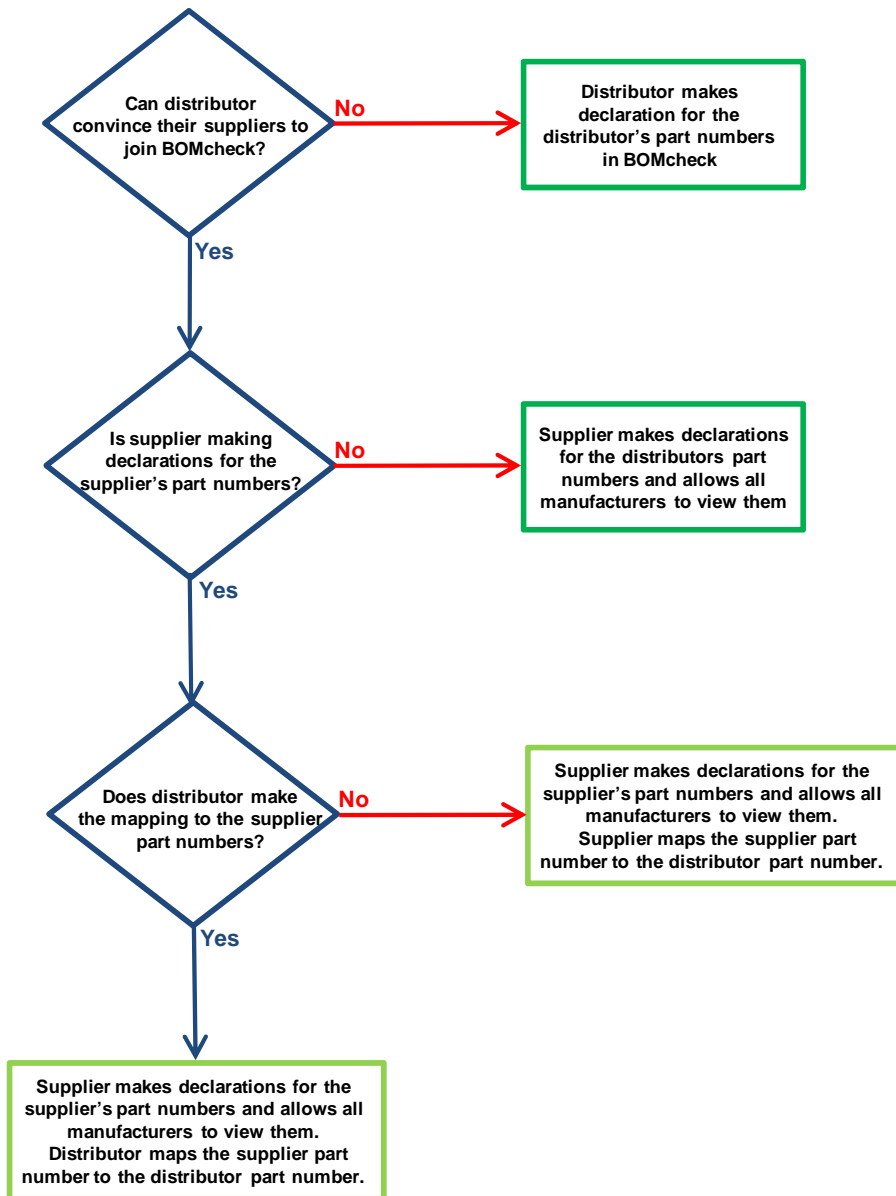 Can distributor
convince their suppliers to
join BOMcheck?
No
Distributor makes
declaration for the
distributor's part numbers
in BOMcheck
Yes
Is supplier making
declarations for the
supplier's part numbers?
No
Supplier makes declarations
for the distributors part
numbers and allows all
manufacturers to view them
Yes
Does distributor make
the mapping to the supplier
part numbers?
No
Supplier makes declarations for the
supplier's part numbers and allows all
manufacturers to view them.
Supplier maps the supplier part
number to the distributor part number.
Yes
Supplier makes declarations for the
supplier's part numbers and allows all
manufacturers to view them.
Distributor maps the supplier part
number to the distributor part number.